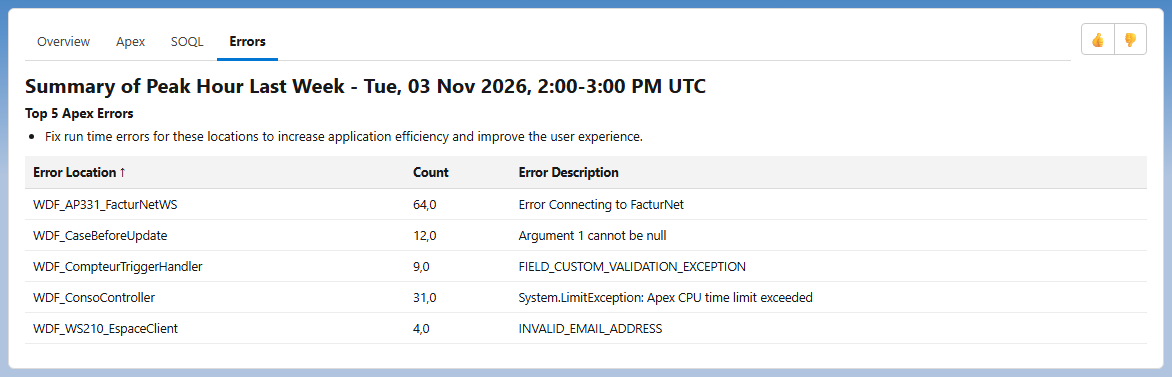 Overview Apex SOQL Errors
Summary of Peak Hour Last Week - Tue, 03 Nov 2026, 2:00-3:00 PM UTC
Top 5 Apex Errors
• Fix run time errors for these locations to increase application efficiency and improve the user experience.
Error Location ↑ Count Error Description
WDF_AP331_FacturNetWS 64,0 Error Connecting to FacturNet
WDF_CaseBeforeUpdate 12,0 Argument 1 cannot be null
WDF_CompteurTriggerHandler 9,0 FIELD_CUSTOM_VALIDATION_EXCEPTION
WDF_ConsoController 31,0 System.LimitException: Apex CPU time limit exceeded
WDF_WS210_EspaceClient 4,0 INVALID_EMAIL_ADDRESS